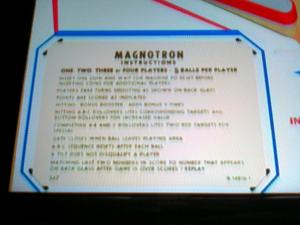 MAGNOTRON
INSTRUCTIONS
ONE TWO THREE or FOUR PLAYERS - 5 BALLS PER PLAYER
INSERT ONE COIN AND WAIT FOR MACHINE TO RESET BEFORE
INSERTING COINS FOR ADDITIONAL PLAYERS
PLAYERS TAKE TURNS SHOOTING AS SHOWN ON BACK GLASS
POINTS ARE SCORED AS INDICATED
HITTING BONUS BOOSTER ADDS BONUS
HITTING A-B-C ROLLOVERS LITES CORRESPONDING TARGETS AND
BOTTOM ROLLOVERS FOR INCREASED VALUE
COMPLETING A-B AND C ROLLOVERS LITES TWO RED TARGETS FOR
SPECIAL
GATE CLOSES WHEN BALL LEAVES PLAYING AREA
A-B-C SEQUENCE RESETS AFTER EACH BALL
A TILT DOES NOT DISQUALIFY A PLAYER
MATCHING LAST TWO NUMBERS IN SCORE TO NUMBER THAT APPEARS
ON BACK GLASS AFTER GAME IS OVER SCORES 1 REPLAY